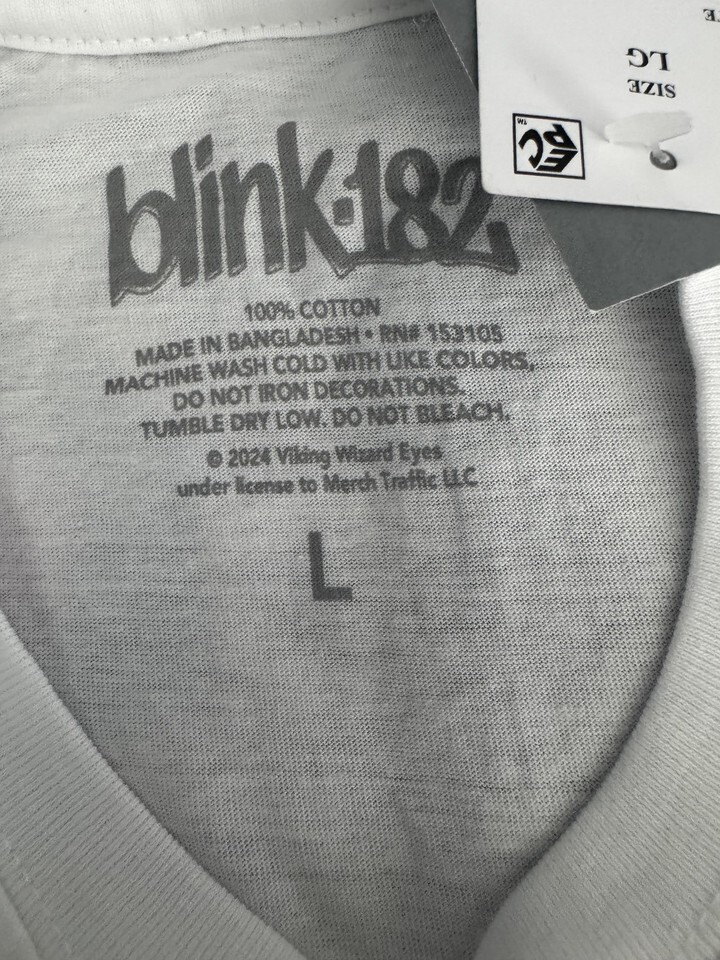 blink-182
100% COTTON
MADE IN BANGLADESH • RN# 153105
MACHINE WASH COLD WITH LIKE COLORS,
DO NOT IRON DECORATIONS.
TUMBLE DRY LOW. DO NOT BLEACH.
© 2024 Viking Wizard Eyes
under license to Merch Traffic LLC
L
SIZE
LG